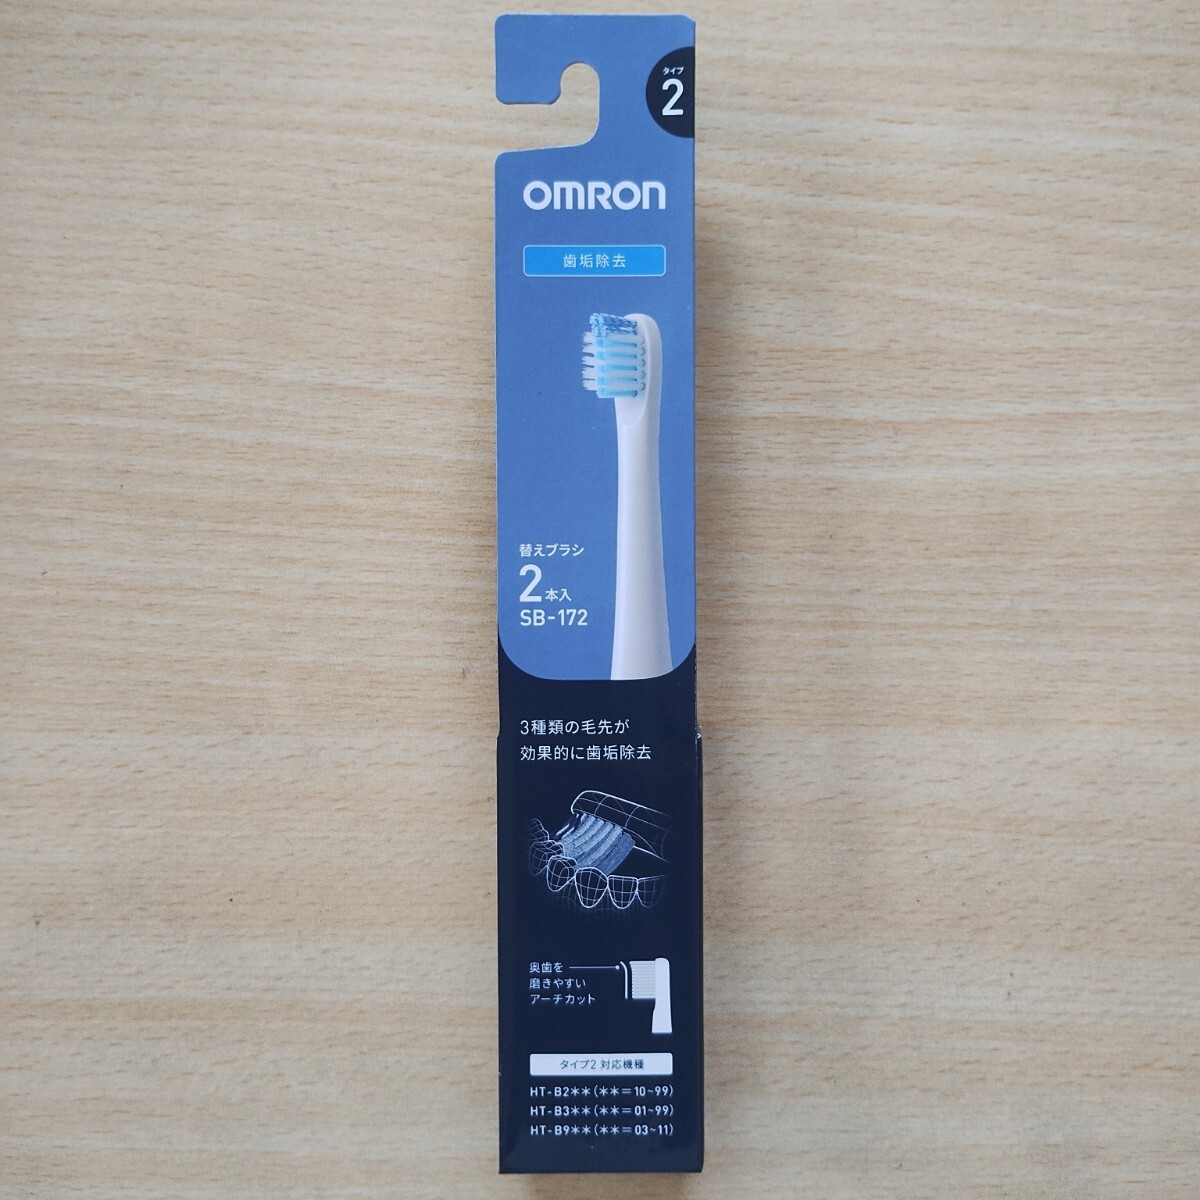 タイプ
2
OMRON
歯垢除去
替えブラシ
2本入
SB-172
3種類の毛先が
効果的に歯垢除去
奥歯を
磨きやすい
アーチカット
タイプ2 対応機種
HT-B2＊＊(＊＊=10~99)
HT-B3＊＊(＊＊=01~99)
HT-B9＊＊(＊＊=03~11)